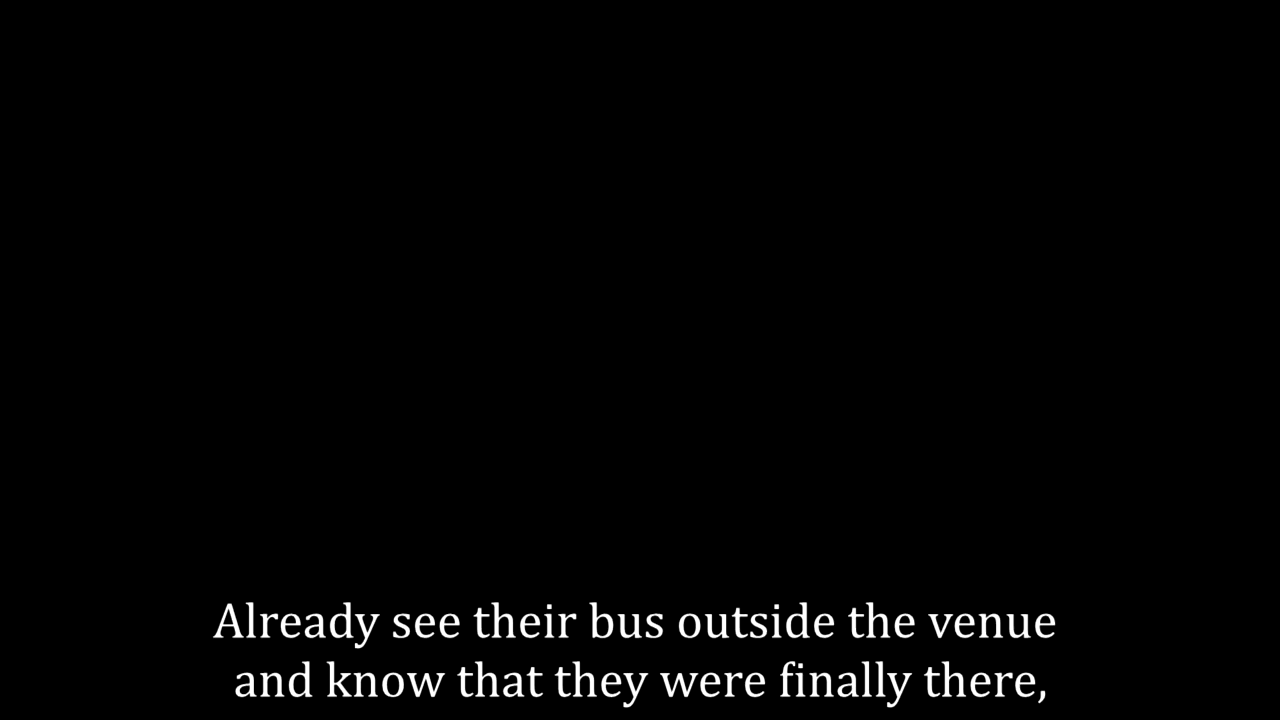 Already see their bus outside the venue
and know that they were finally there,